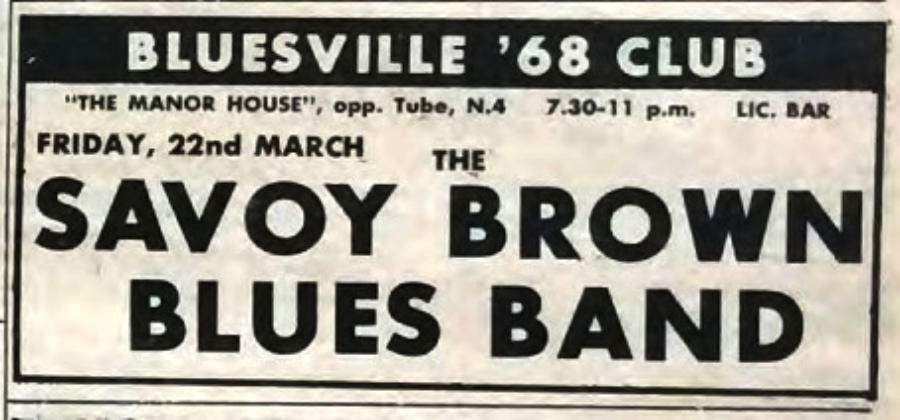 BLUESVILLE '68 CLUB
"THE MANOR HOUSE", opp. Tube, N.4 7.30-11 p.m. LIC. BAR
FRIDAY, 22nd MARCH THE
SAVOY BROWN
BLUES BAND